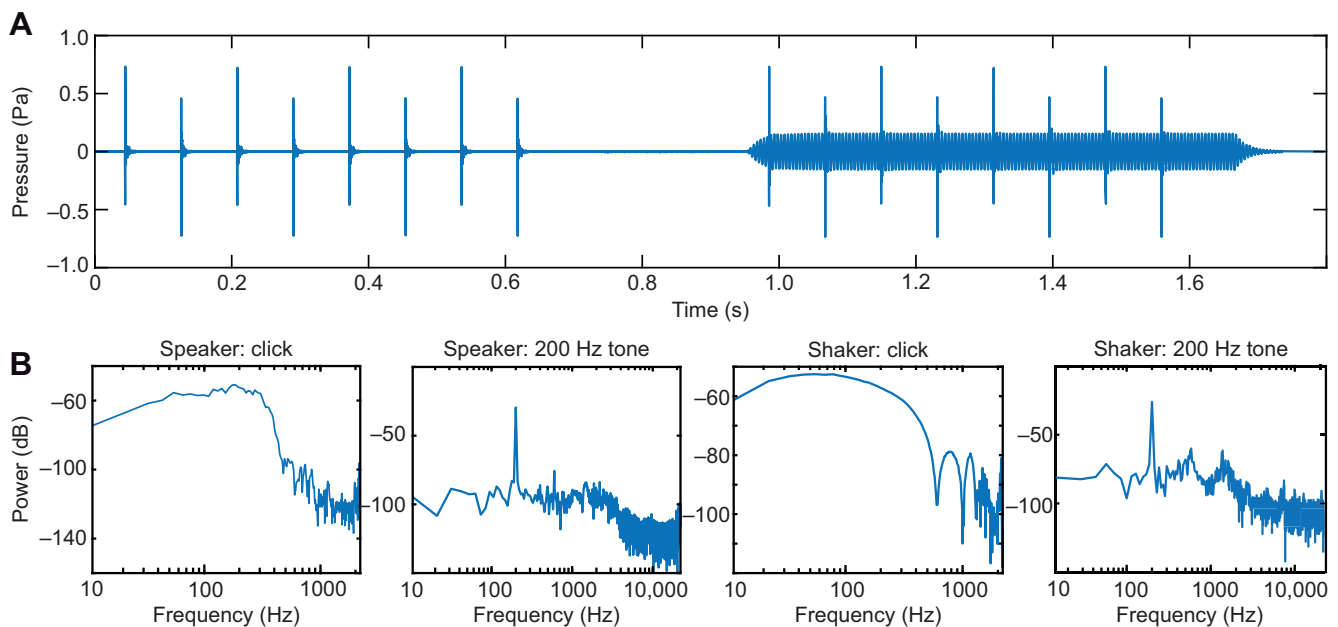 A
1.0
0.5
0
–0.5
–1.0
Pressure (Pa)
0 0.2 0.4 0.6 0.8 1.0 1.2 1.4 1.6
Time (s)
B
Speaker: click Speaker: 200 Hz tone Shaker: click Shaker: 200 Hz tone
Power (dB)
–60
–100
–140
–50
–100
–60
–80
–100
–50
–100
10 100 1000 10 100 1000 10,000 10 100 1000 10 100 1000 10,000
Frequency (Hz) Frequency (Hz) Frequency (Hz) Frequency (Hz)